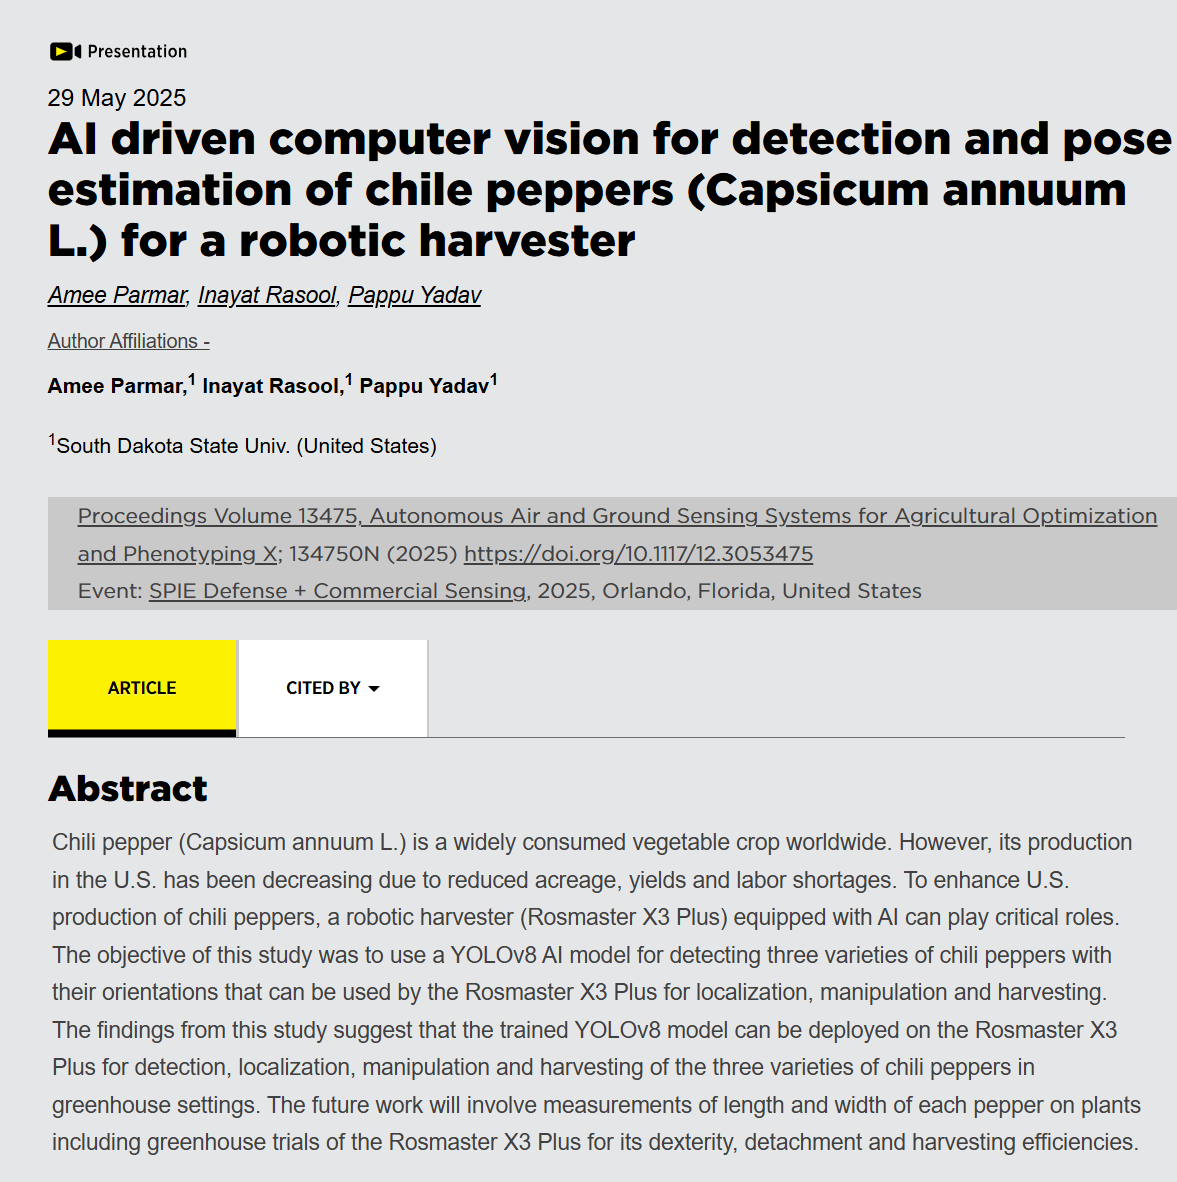 Presentation
29 May 2025
AI driven computer vision for detection and pose
estimation of chile peppers (Capsicum annuum
L.) for a robotic harvester
Amee Parmar, Inayat Rasool, Pappu Yadav
Author Affiliations -
Amee Parmar,1 Inayat Rasool,1 Pappu Yadav1
1South Dakota State Univ. (United States)
Proceedings Volume 13475, Autonomous Air and Ground Sensing Systems for Agricultural Optimization
and Phenotyping X; 134750N (2025) https://doi.org/10.1117/12.3053475
Event: SPIE Defense + Commercial Sensing, 2025, Orlando, Florida, United States
ARTICLE
CITED BY
Abstract
Chili pepper (Capsicum annuum L.) is a widely consumed vegetable crop worldwide. However, its production
in the U.S. has been decreasing due to reduced acreage, yields and labor shortages. To enhance U.S.
production of chili peppers, a robotic harvester (Rosmaster X3 Plus) equipped with AI can play critical roles.
The objective of this study was to use a YOLOv8 AI model for detecting three varieties of chili peppers with
their orientations that can be used by the Rosmaster X3 Plus for localization, manipulation and harvesting.
The findings from this study suggest that the trained YOLOv8 model can be deployed on the Rosmaster X3
Plus for detection, localization, manipulation and harvesting of the three varieties of chili peppers in
greenhouse settings. The future work will involve measurements of length and width of each pepper on plants
including greenhouse trials of the Rosmaster X3 Plus for its dexterity, detachment and harvesting efficiencies.